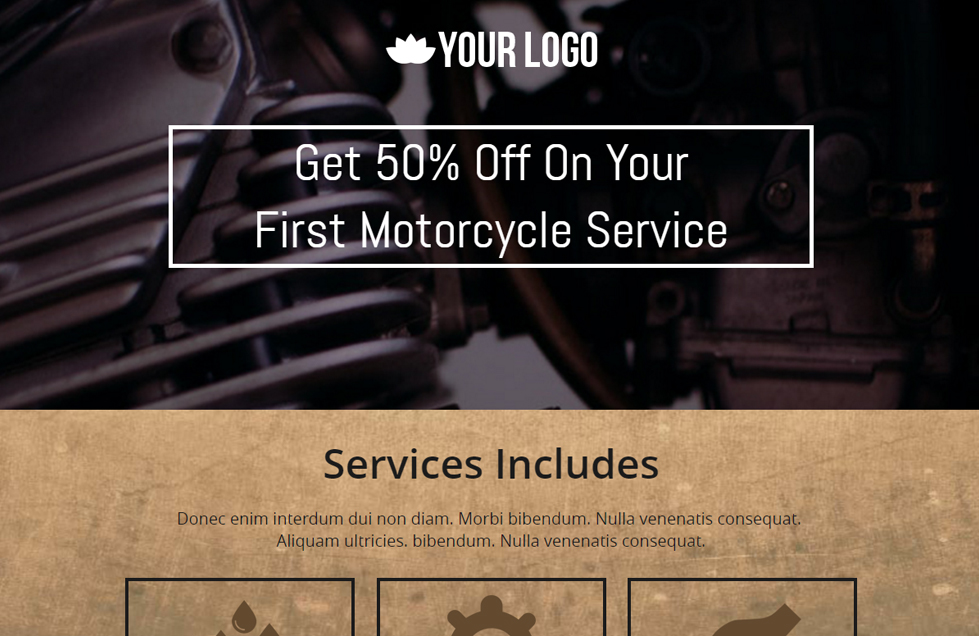 YOUR LOGO
Get 50% Off On Your
First Motorcycle Service
Services Includes
Donec enim interdum dui non diam. Morbi bibendum. Nulla venenatis consequat.
Aliquam ultricies. bibendum. Nulla venenatis consequat.